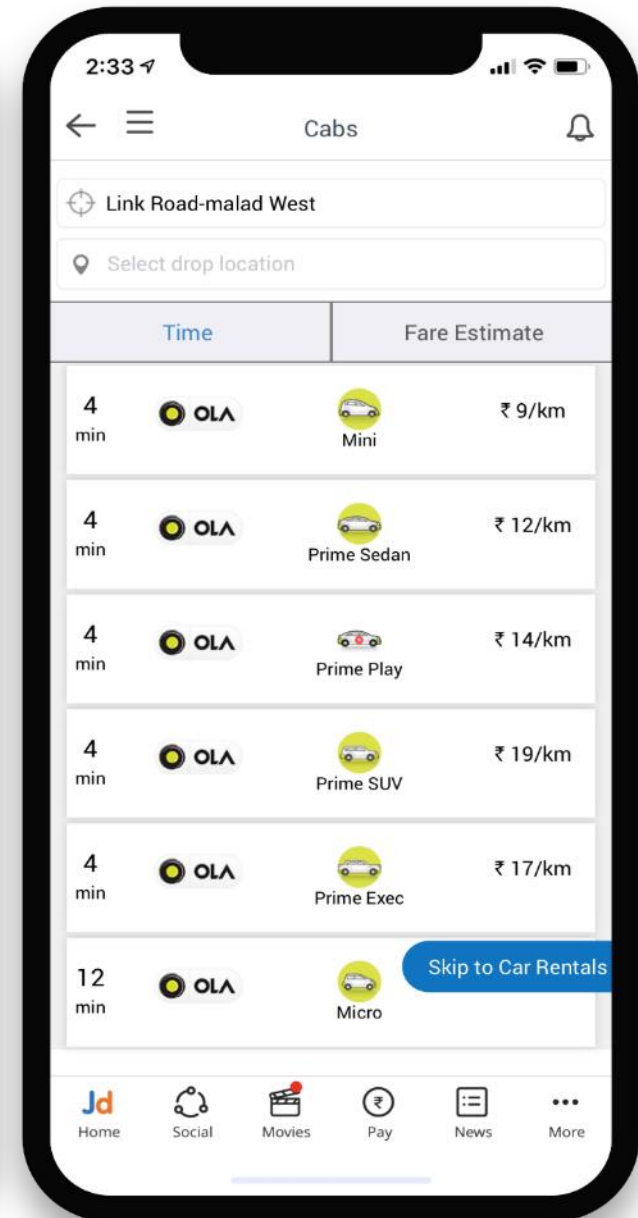 2:33
Cabs
Link Road-malad West
Select drop location
Time Fare Estimate
4 min OLA Mini ₹ 9/km
4 min OLA Prime Sedan ₹ 12/km
4 min OLA Prime Play ₹ 14/km
4 min OLA Prime SUV ₹ 19/km
4 min OLA Prime Exec ₹ 17/km
12 min OLA Micro
Skip to Car Rentals
Jd
Home Social Movies Pay News More